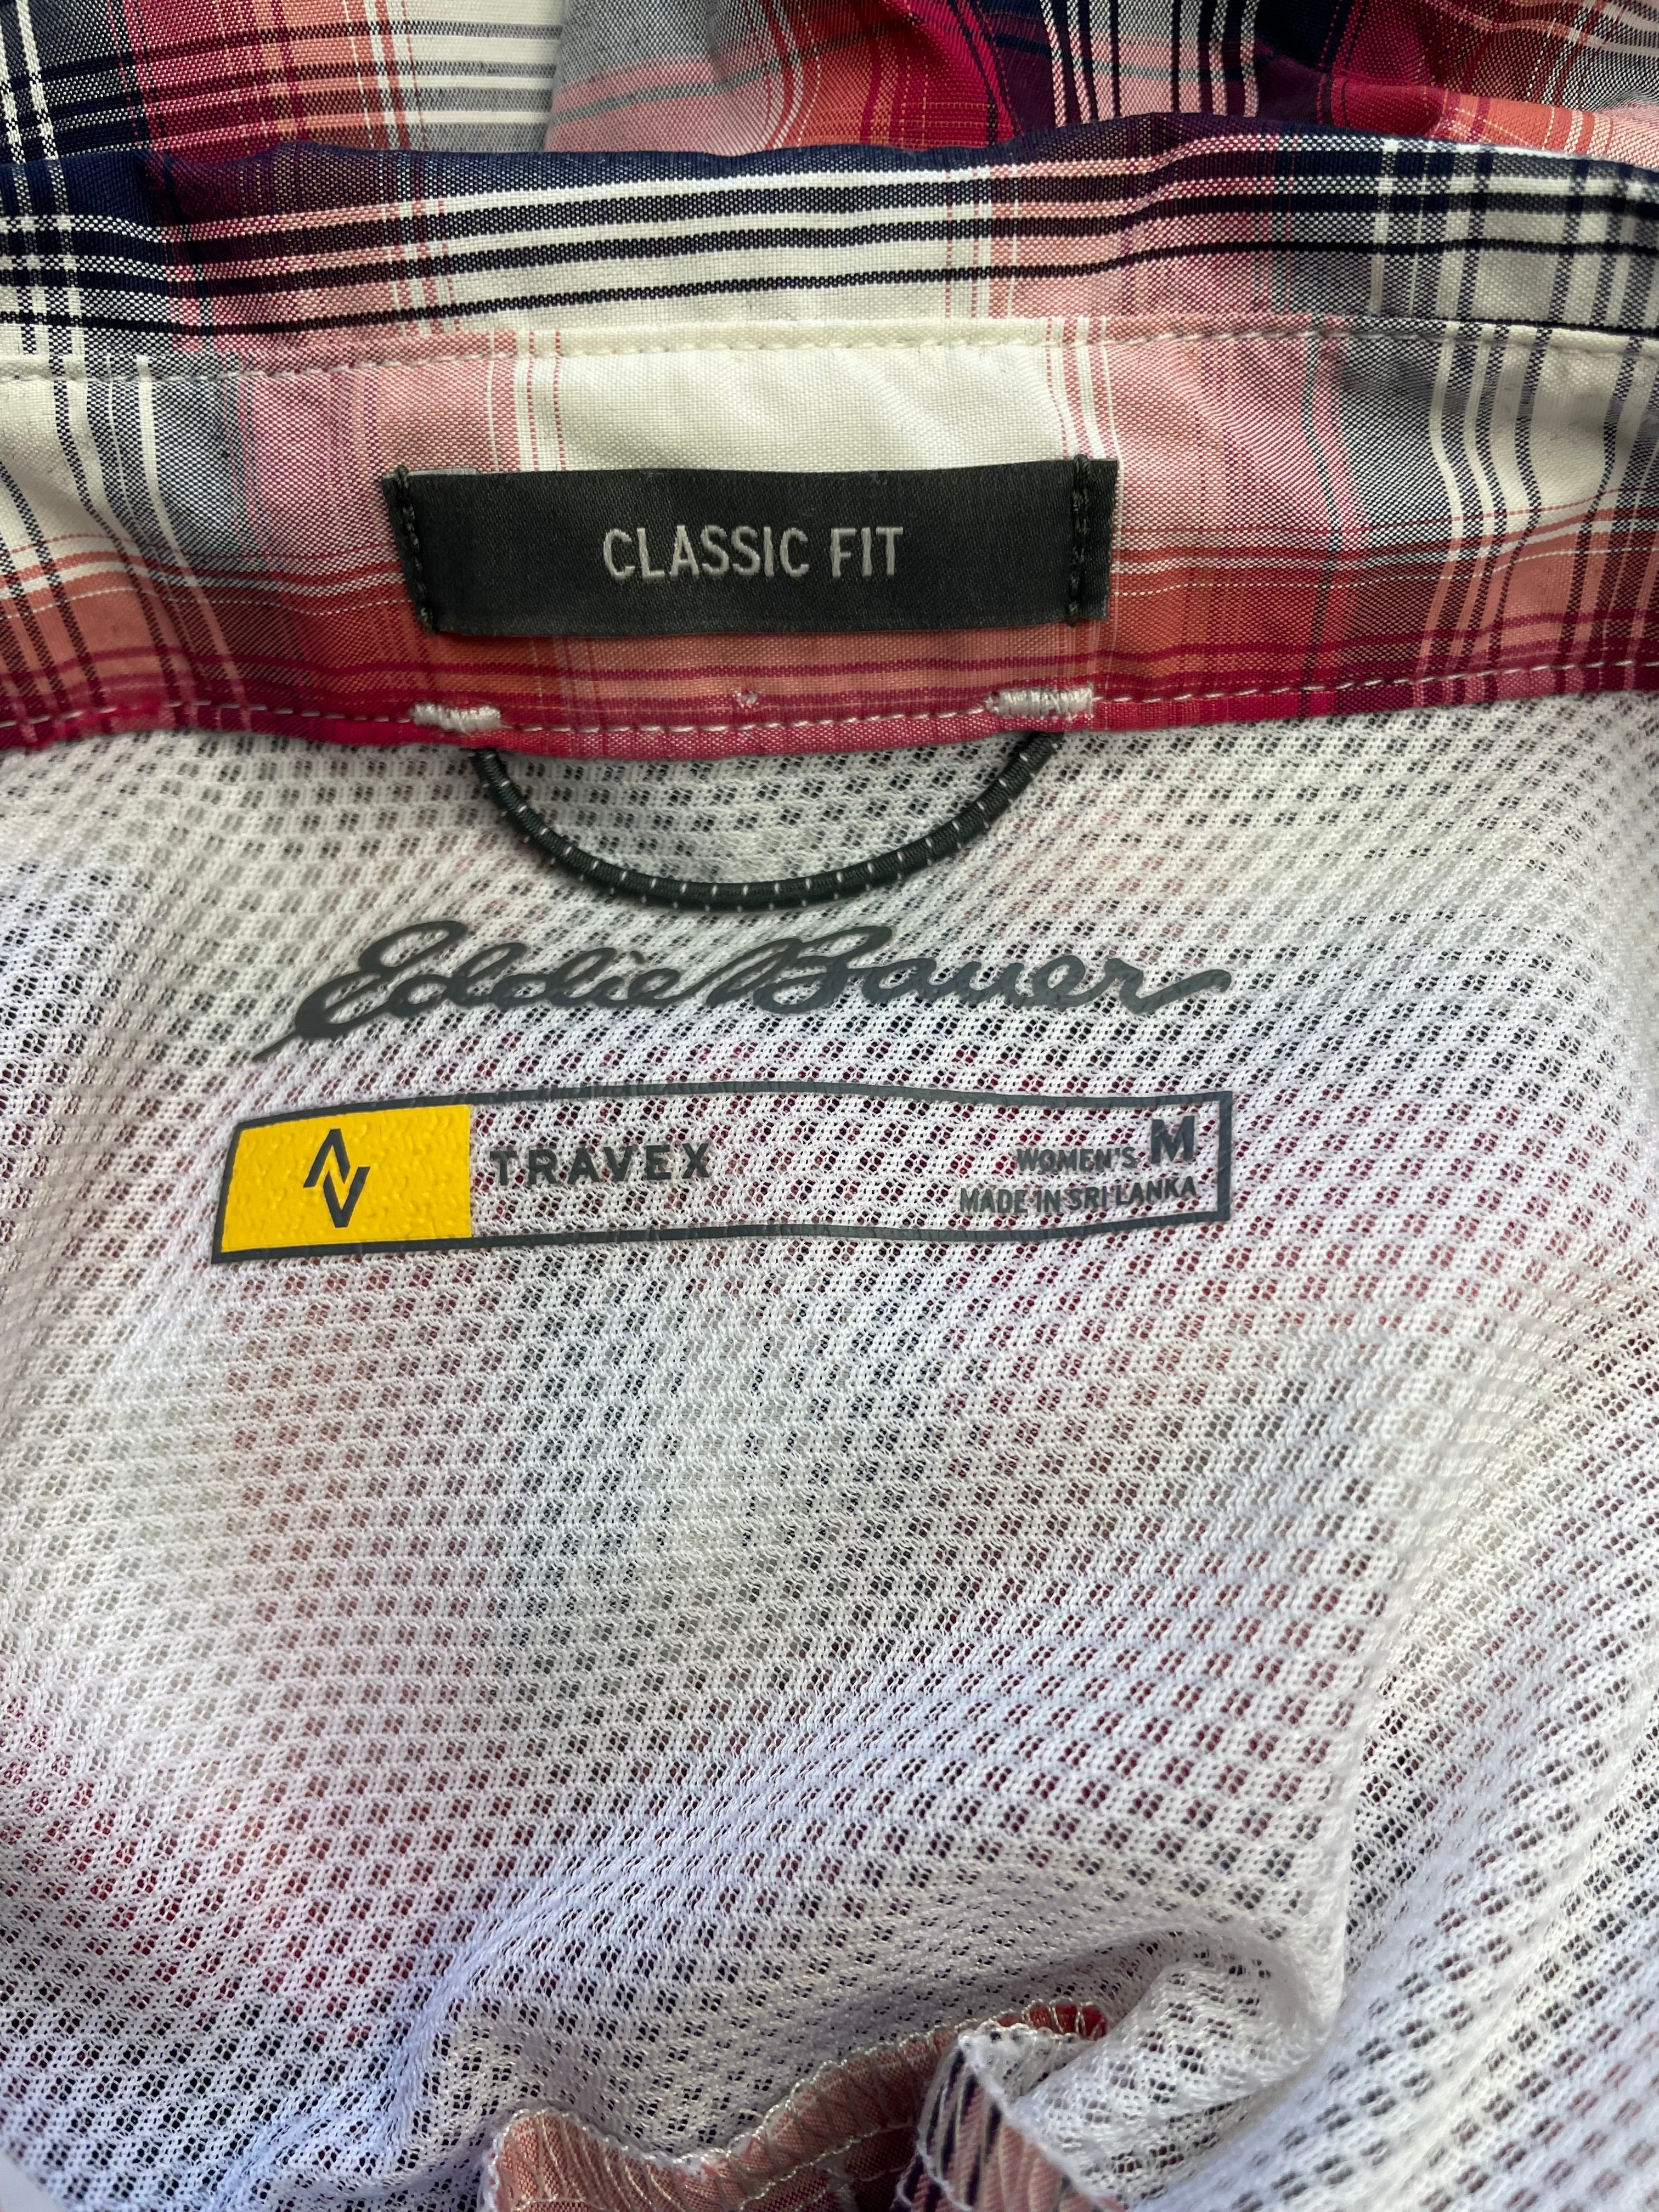 CLASSIC FIT
Eddie Bauer
TRAVEX
WOMEN'S M
MADE IN SRI LANKA